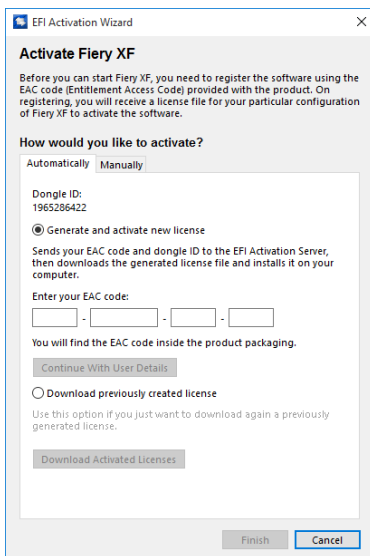 EFI Activation Wizard
Activate Fiery XF
Before you can start Fiery XF, you need to register the software using the
EAC code (Entitlement Access Code) provided with the product. On
registering, you will receive a license file for your particular configuration
of Fiery XF to activate the software.
How would you like to activate?
Automatically Manually
Dongle ID:
1965286422
Generate and activate new license
Sends your EAC code and dongle ID to the EFI Activation Server,
then downloads the generated license file and installs it on your
computer.
Enter your EAC code:
- - -
You will find the EAC code inside the product packaging.
Continue With User Details
Download previously created license
Use this option if you just want to download again a previously
generated license.
Download Activated Licenses
Finish Cancel